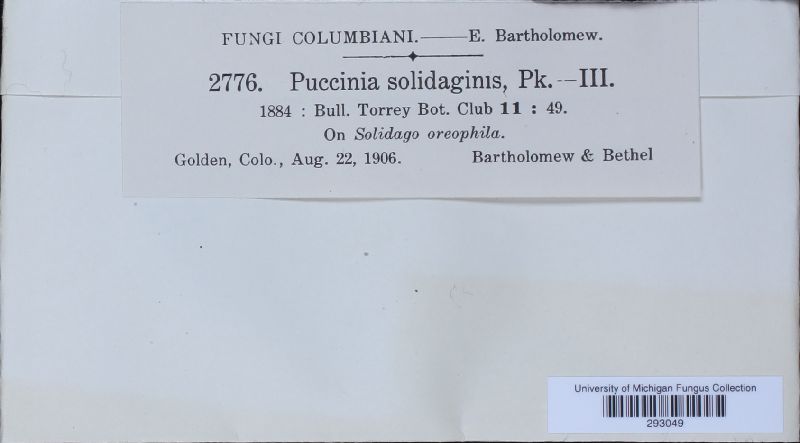 FUNGI COLUMBIANI.——E. Bartholomew.
2776. Puccinia solidaginis, Pk.—III.
1884 : Bull. Torrey Bot. Club 11 : 49.
On Solidago oreophila.
Golden, Colo., Aug. 22, 1906. Bartholomew & Bethel
University of Michigan Fungus Collection
293049